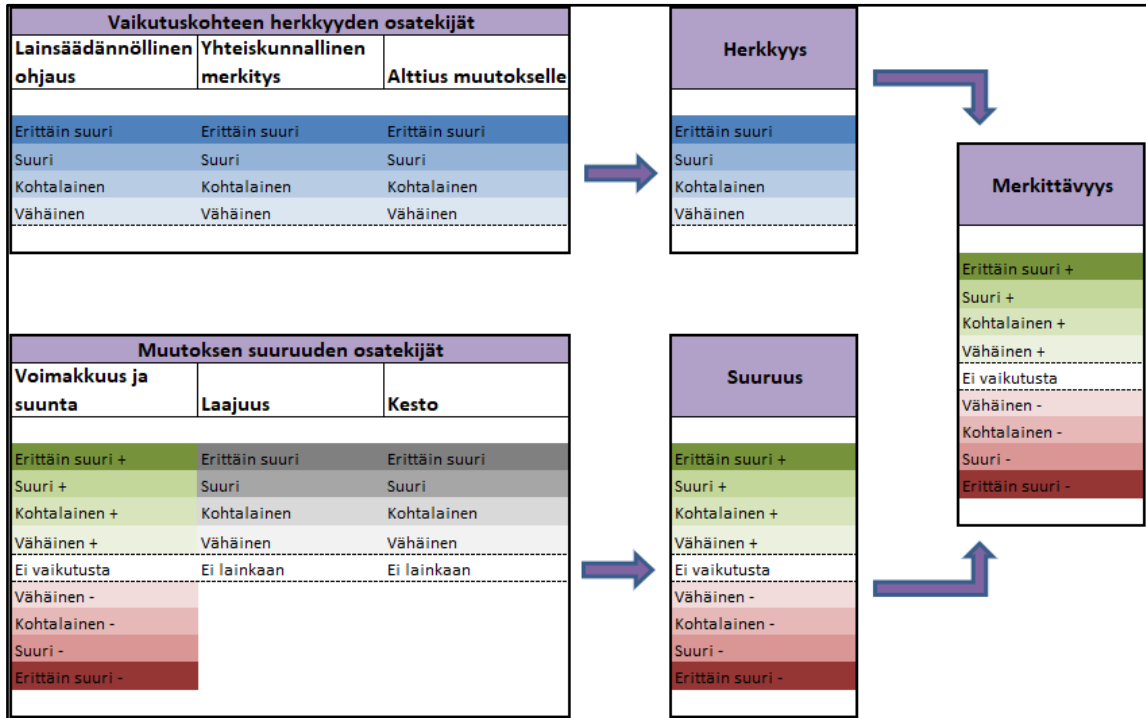 Vaikutuskohteen herkkyyden osatekijät
Lainsäädännöllinen ohjaus
Yhteiskunnallinen merkitys
Alttius muutokselle
Erittäin suuri Erittäin suuri Erittäin suuri
Suuri Suuri Suuri
Kohtalainen Kohtalainen Kohtalainen
Vähäinen Vähäinen Vähäinen
Herkkyys
Erittäin suuri
Suuri
Kohtalainen
Vähäinen
Muutoksen suuruuden osatekijät
Voimakkuus ja suunta
Laajuus
Kesto
Erittäin suuri + Erittäin suuri Erittäin suuri
Suuri + Suuri Suuri
Kohtalainen + Kohtalainen Kohtalainen
Vähäinen + Vähäinen Vähäinen
Ei vaikutusta Ei lainkaan Ei lainkaan
Vähäinen -
Kohtalainen -
Suuri -
Erittäin suuri -
Suuruus
Erittäin suuri +
Suuri +
Kohtalainen +
Vähäinen +
Ei vaikutusta
Vähäinen -
Kohtalainen -
Suuri -
Erittäin suuri -
Merkittävyys
Erittäin suuri +
Suuri +
Kohtalainen +
Vähäinen +
Ei vaikutusta
Vähäinen -
Kohtalainen -
Suuri -
Erittäin suuri -